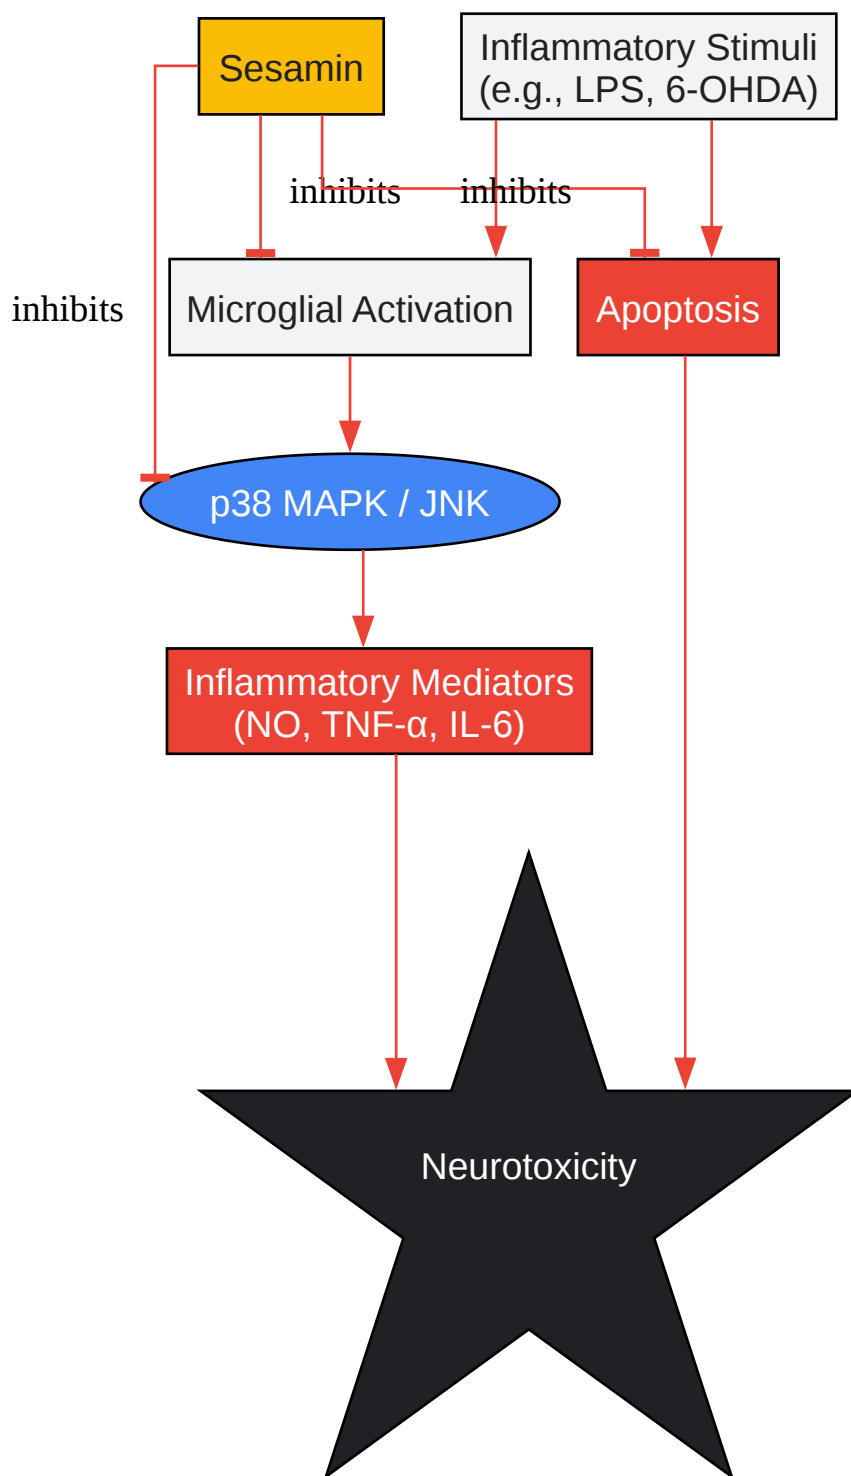 Sesamin
Inflammatory Stimuli
(e.g., LPS, 6-OHDA)
inhibits
inhibits
inhibits
Microglial Activation
Apoptosis
p38 MAPK / JNK
Inflammatory Mediators
(NO, TNF-α, IL-6)
Neurotoxicity